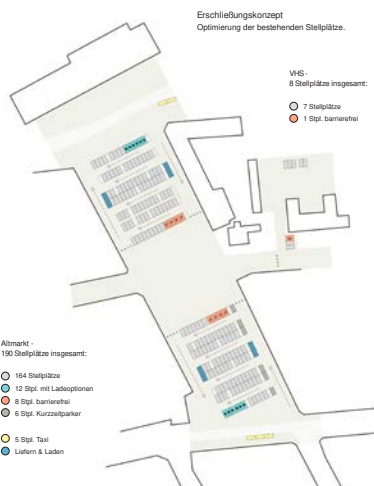 Erschließungskonzept
Optimierung der bestehenden Stellplätze.
VHS -
8 Stellplätze insgesamt:
7 Stellplätze
1 Stpl. barrierefrei
Altmarkt -
190 Stellplätze insgesamt:
164 Stellplätze
12 Stpl. mit Ladeoptionen
8 Stpl. barrierefrei
6 Stpl. Kurzzeitparker
5 Stpl. Taxi
Liefern & Laden